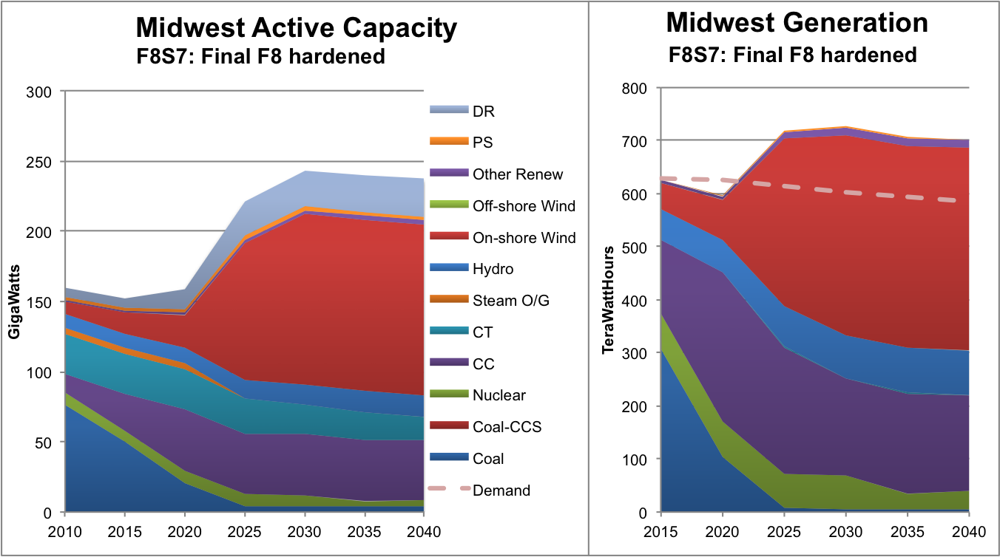 Midwest Active Capacity
F8S7: Final F8 hardened
GigaWatts
300
250
200
150
100
50
0
2010 2015 2020 2025 2030 2035 2040
DR
PS
Other Renew
Off-shore Wind
On-shore Wind
Hydro
Steam O/G
CT
CC
Nuclear
Coal-CCS
Coal
Demand
Midwest Generation
F8S7: Final F8 hardened
TeraWattHours
800
700
600
500
400
300
200
100
0
2015 2020 2025 2030 2035 2040